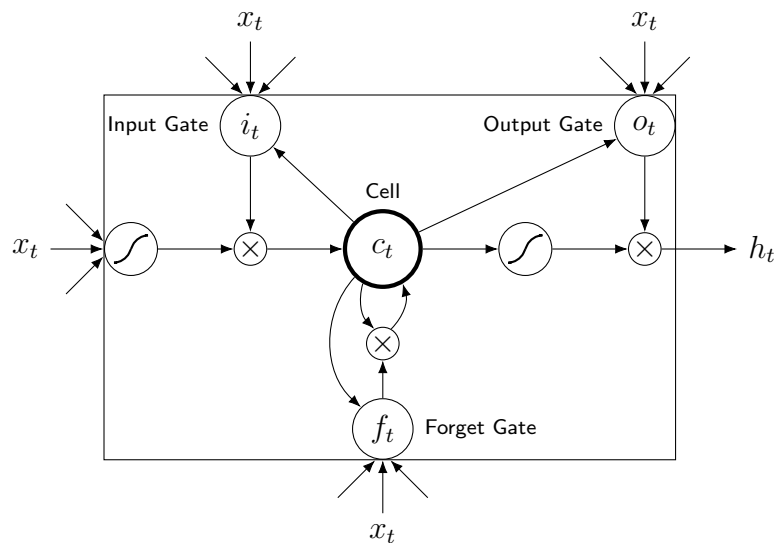 x_t x_t
Input Gate i_t Output Gate o_t
Cell
x_t × c_t × h_t
×
f_t Forget Gate
x_t